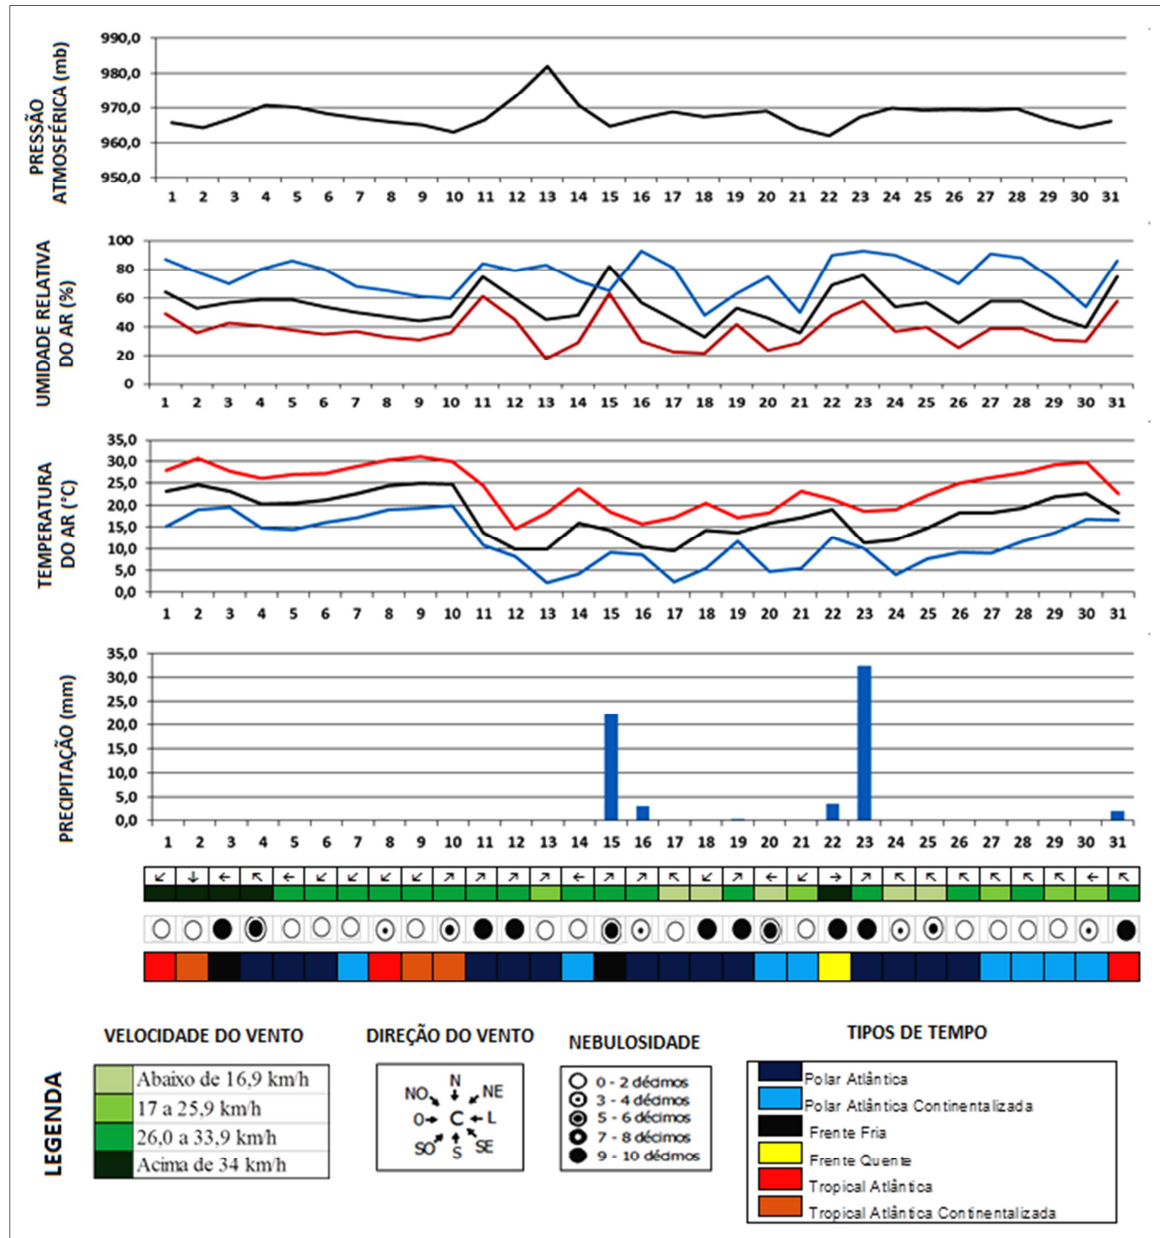 PRESSÃO
ATMOSFÉRICA (mb)
990,0
980,0
970,0
960,0
950,0
1 2 3 4 5 6 7 8 9 10 11 12 13 14 15 16 17 18 19 20 21 22 23 24 25 26 27 28 29 30 31
UMIDADE RELATIVA
DO AR (%)
100
80
60
40
20
0
1 2 3 4 5 6 7 8 9 10 11 12 13 14 15 16 17 18 19 20 21 22 23 24 25 26 27 28 29 30 31
TEMPERATURA
DO AR (°C)
35,0
30,0
25,0
20,0
15,0
10,0
5,0
0,0
1 2 3 4 5 6 7 8 9 10 11 12 13 14 15 16 17 18 19 20 21 22 23 24 25 26 27 28 29 30 31
PRECIPITAÇÃO (mm)
35,0
35,0
25,0
20,0
15,0
10,0
5,0
0,0
1 2 3 4 5 6 7 8 9 10 11 12 13 14 15 16 17 18 19 20 21 22 23 24 25 26 27 28 29 30 31
LEGENDA
VELOCIDADE DO VENTO
Abaixo de 16,9 km/h
17 a 25,9 km/h
26,0 a 33,9 km/h
Acima de 34 km/h
DIREÇÃO DO VENTO
N
NO NE
0 C L
SO S SE
NEBULOSIDADE
0 - 2 décimos
3 - 4 décimos
5 - 6 décimos
7 - 8 décimos
9 - 10 décimos
TIPOS DE TEMPO
Polar Atlântica
Polar Atlântica Continentalizada
Frente Fria
Frente Quente
Tropical Atlântica
Tropical Atlântica Continentalizada